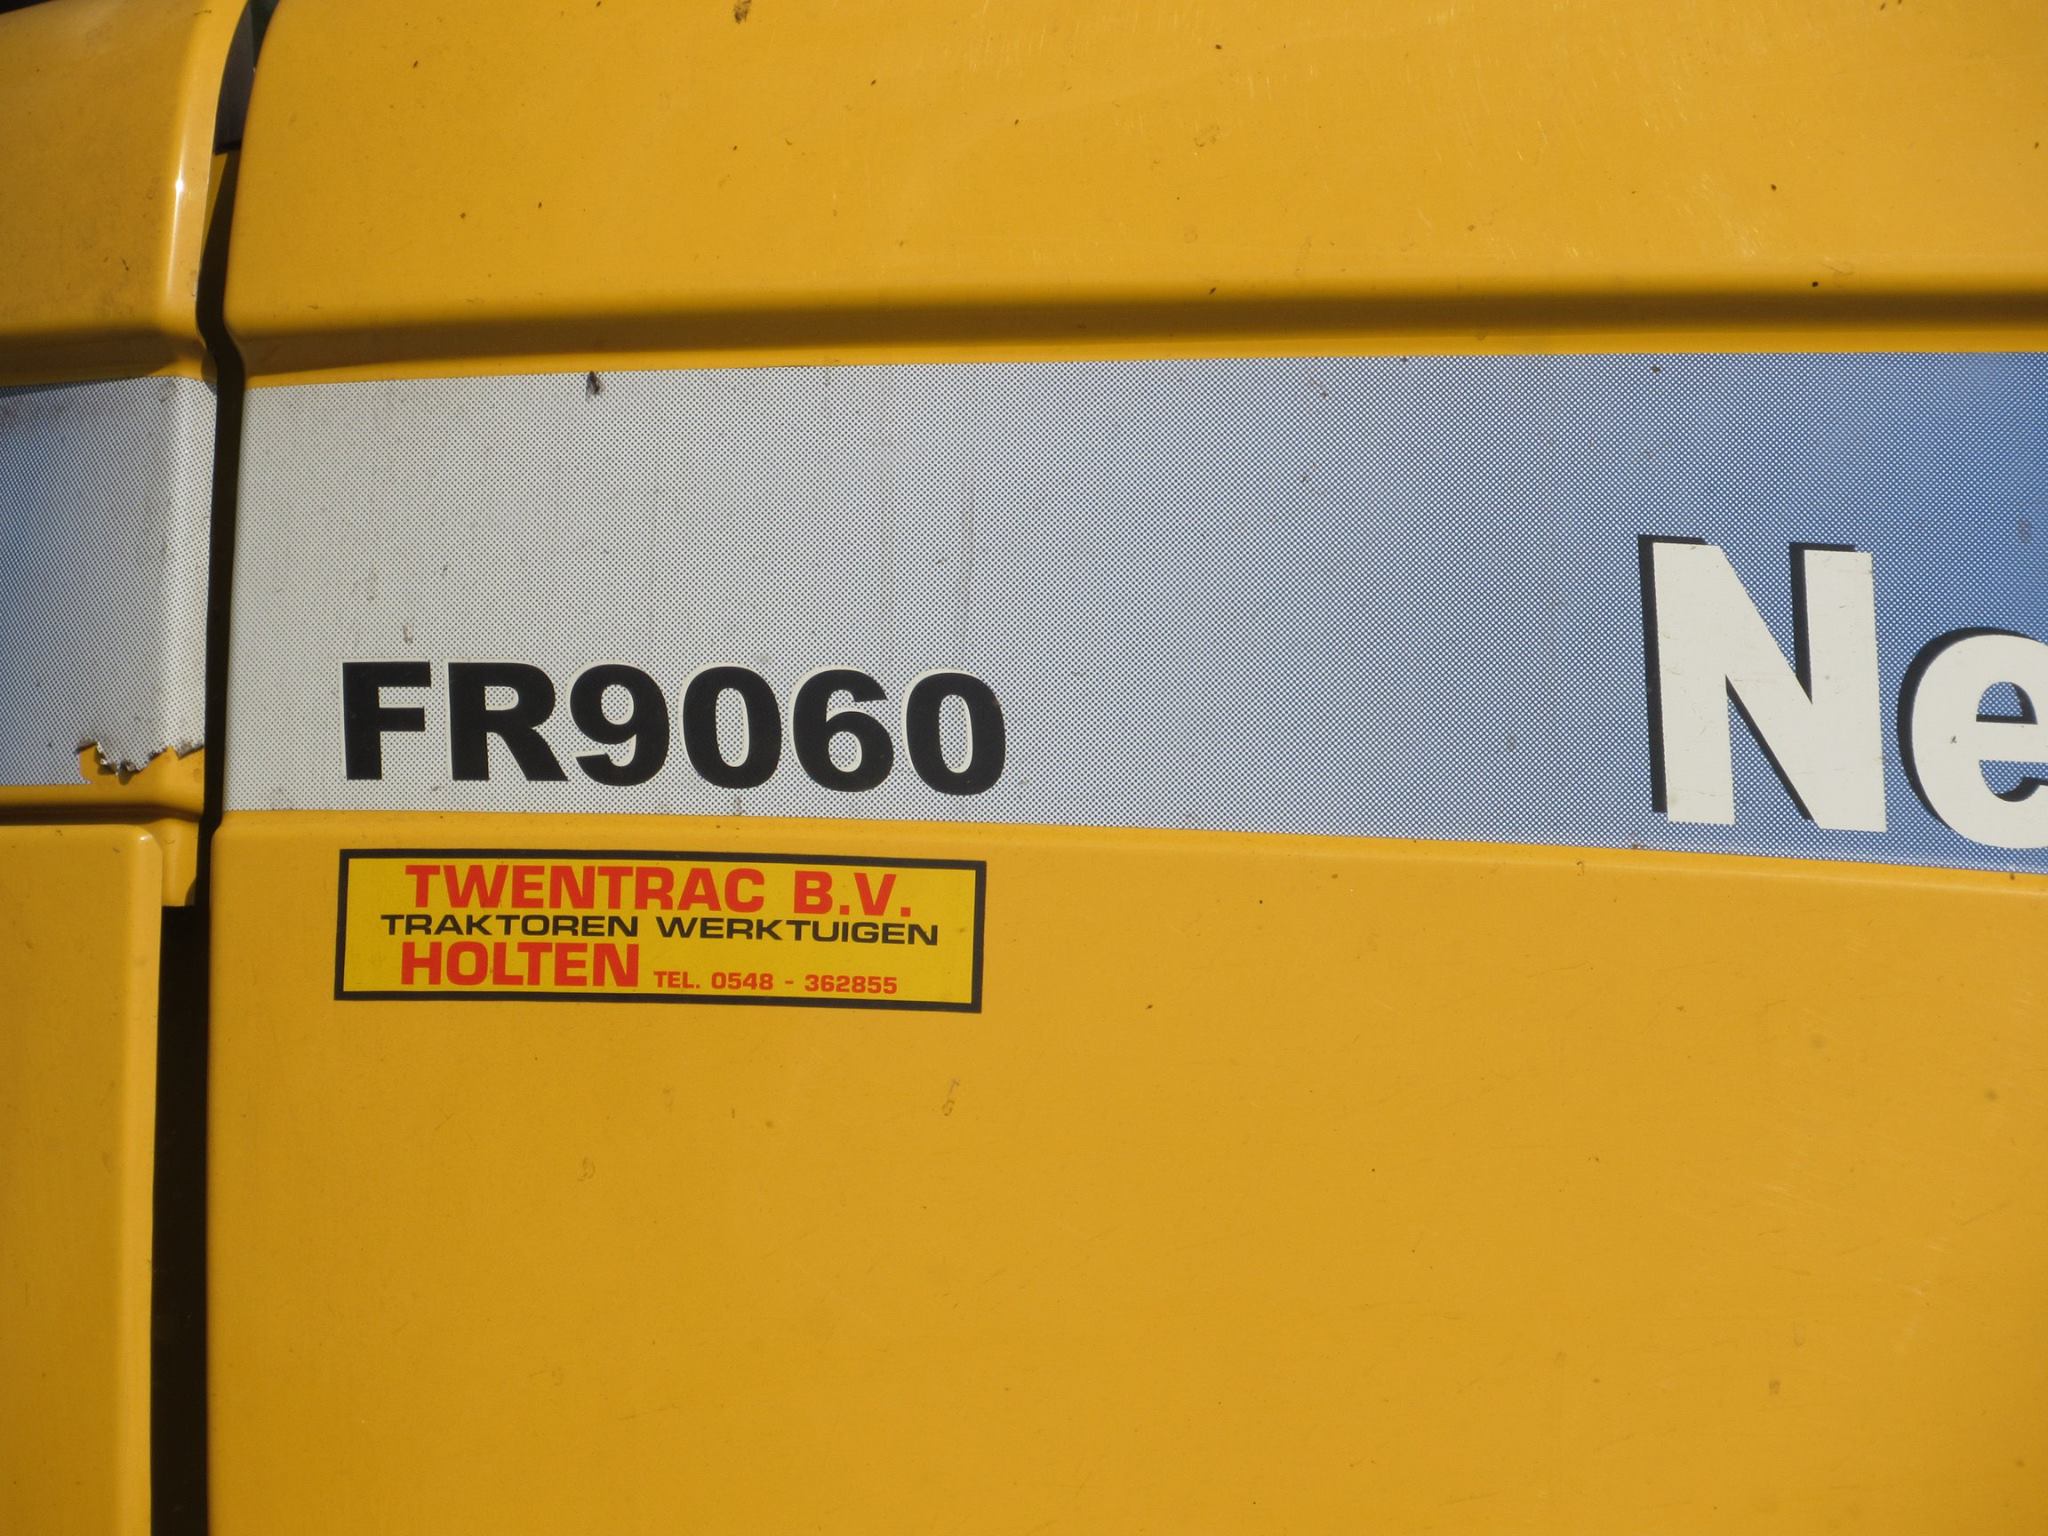 FR9060
Ne
TWENTRAC B.V.
TRAKTOREN WERKTUIGEN
HOLTEN TEL. 0548 - 362855